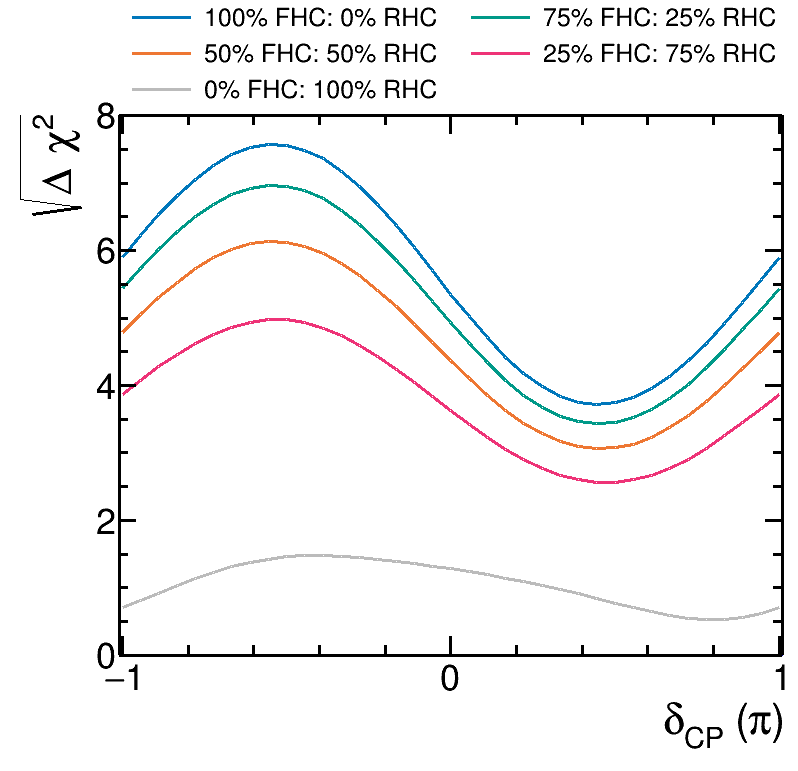 100% FHC: 0% RHC 75% FHC: 25% RHC
50% FHC: 50% RHC 25% FHC: 75% RHC
0% FHC: 100% RHC
√Δ χ²
8
6
4
2
0
−1 0 1
δCP (π)